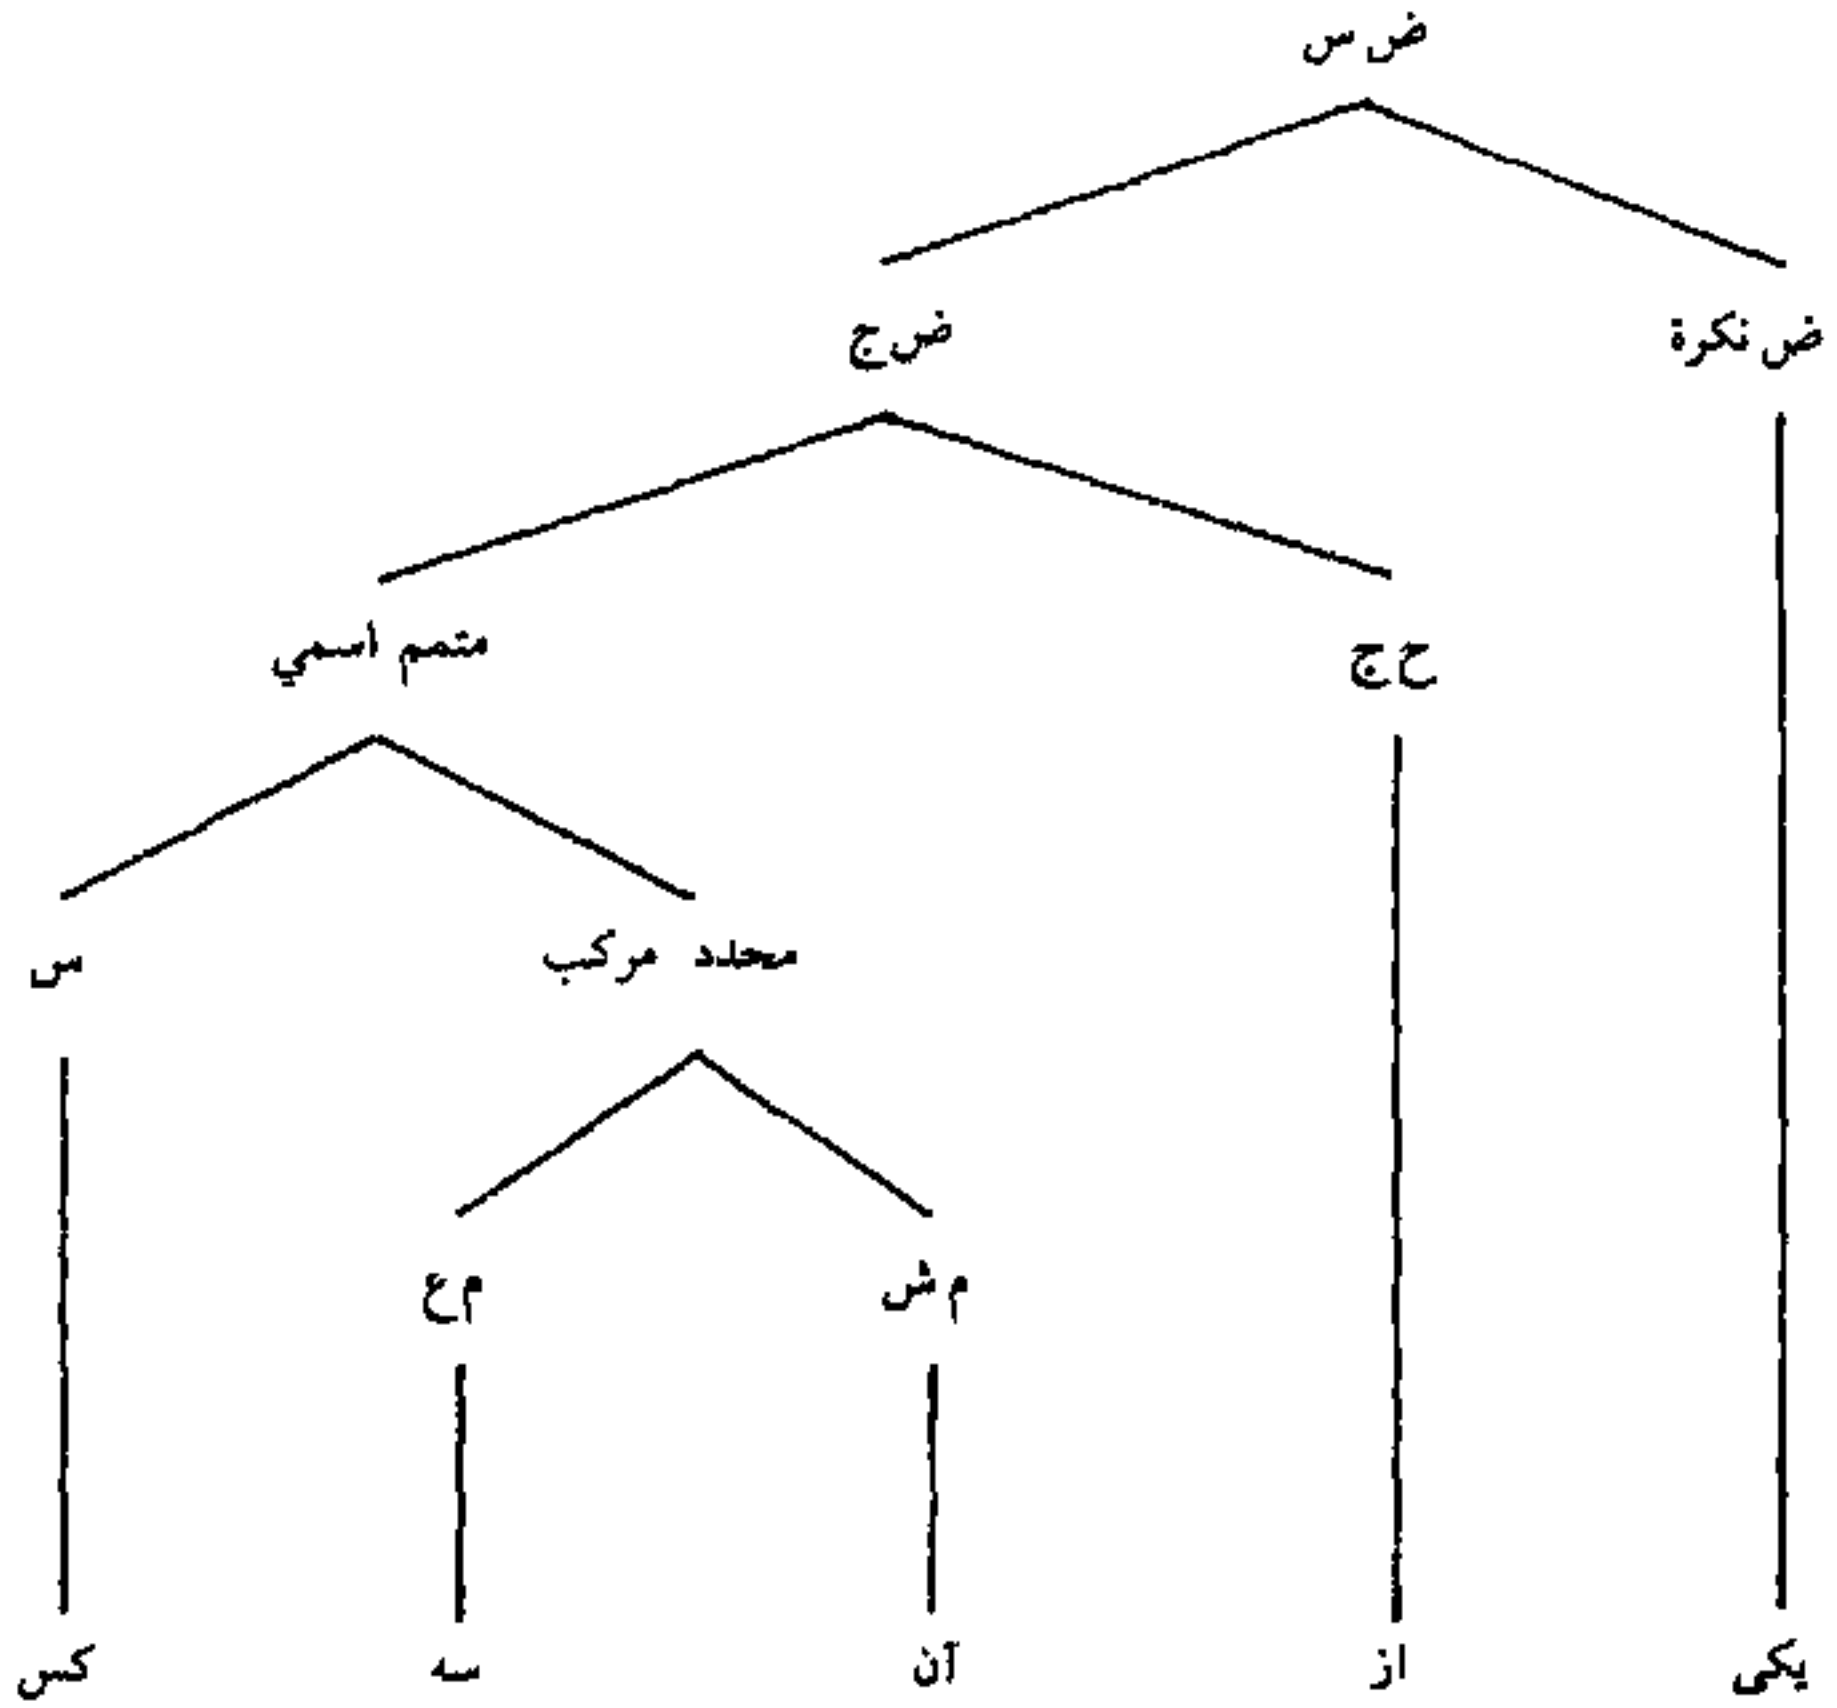 ض س
ض نكرة ض ج
ح ج متمم اسمي
محدد مركب س
م ش م ع
یکی از آن سه کس